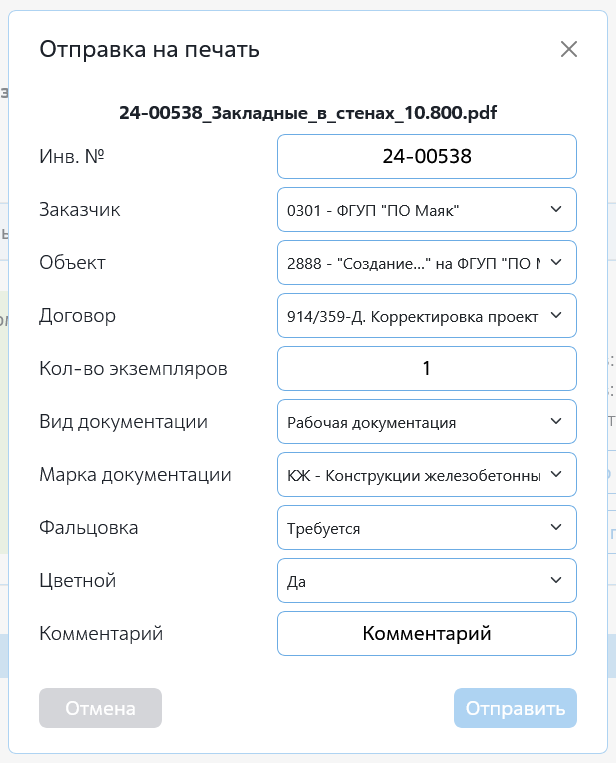 Отправка на печать
24-00538_Закладные_в_стенах_10.800.pdf
Инв. № 24-00538
Заказчик 0301 - ФГУП "ПО Маяк"
Объект 2888 - "Создание..." на ФГУП "ПО
Договор 914/359-Д. Корректировка проект
Кол-во экземпляров 1
Вид документации Рабочая документация
Марка документации КЖ - Конструкции железобетонны
Фальцовка Требуется
Цветной Да
Комментарий Комментарий
Отмена Отправить